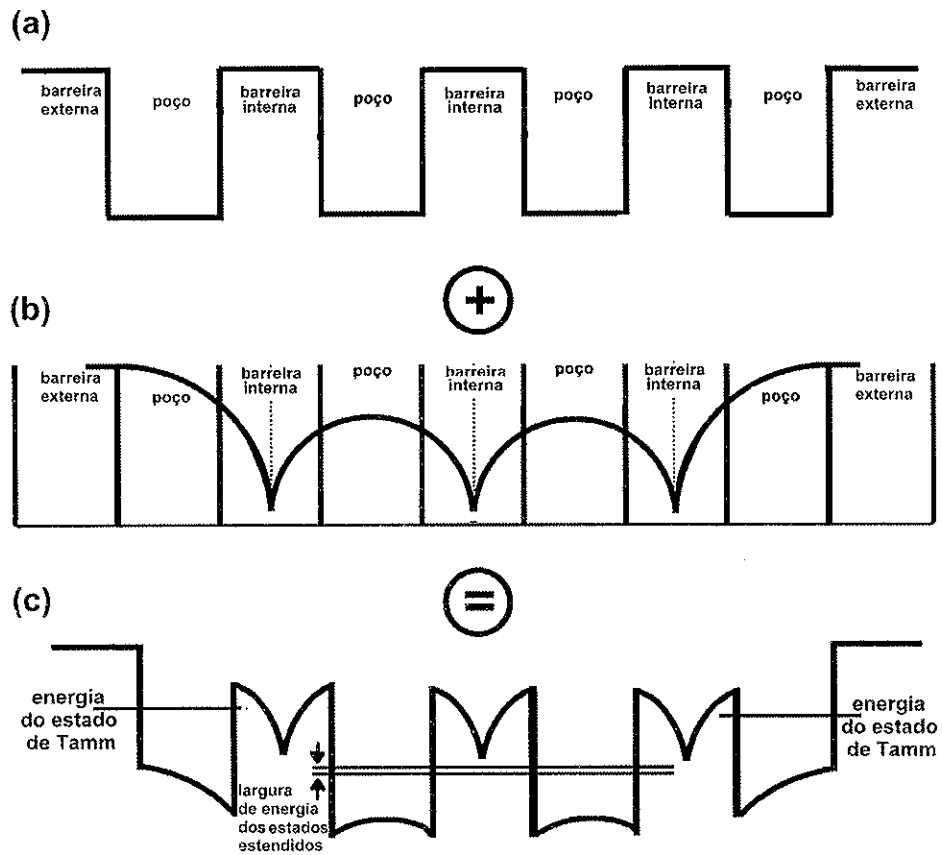 (a)
barreira
externa
poço
barreira
interna
poço
barreira
interna
poço
barreira
interna
poço
barreira
externa
+
(b)
barreira
externa
poço
barreira
interna
poço
barreira
interna
poço
barreira
interna
poço
barreira
externa
=
(c)
energia
do estado
de Tamm
largura
de energia
dos estados
estendidos
energia
do estado
de Tamm